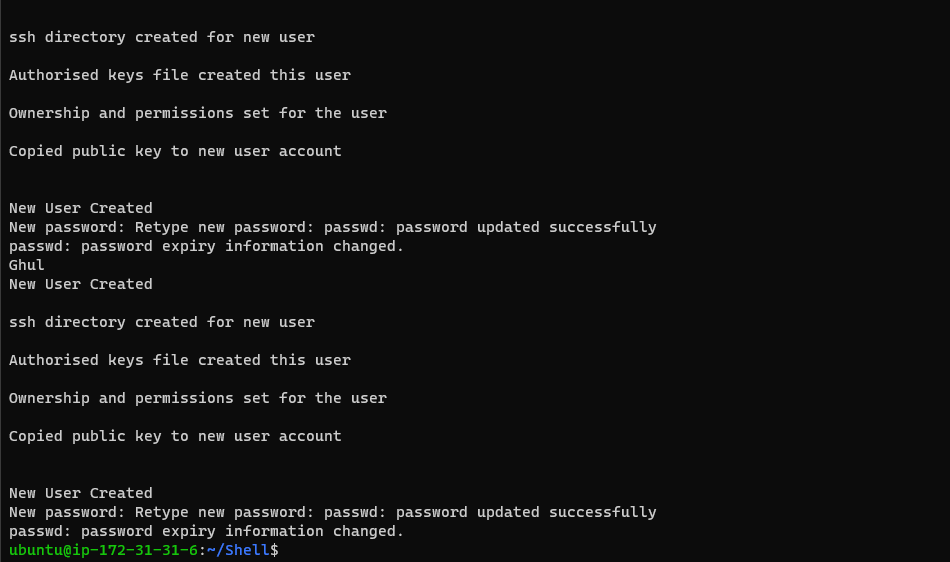 ssh directory created for new user
Authorised keys file created this user
Ownership and permissions set for the user
Copied public key to new user account
New User Created
New password: Retype new password: passwd: password updated successfully
passwd: password expiry information changed.
Ghul
New User Created
ssh directory created for new user
Authorised keys file created this user
Ownership and permissions set for the user
Copied public key to new user account
New User Created
New password: Retype new password: passwd: password updated successfully
passwd: password expiry information changed.
ubuntu@ip-172-31-31-6:~/Shell$